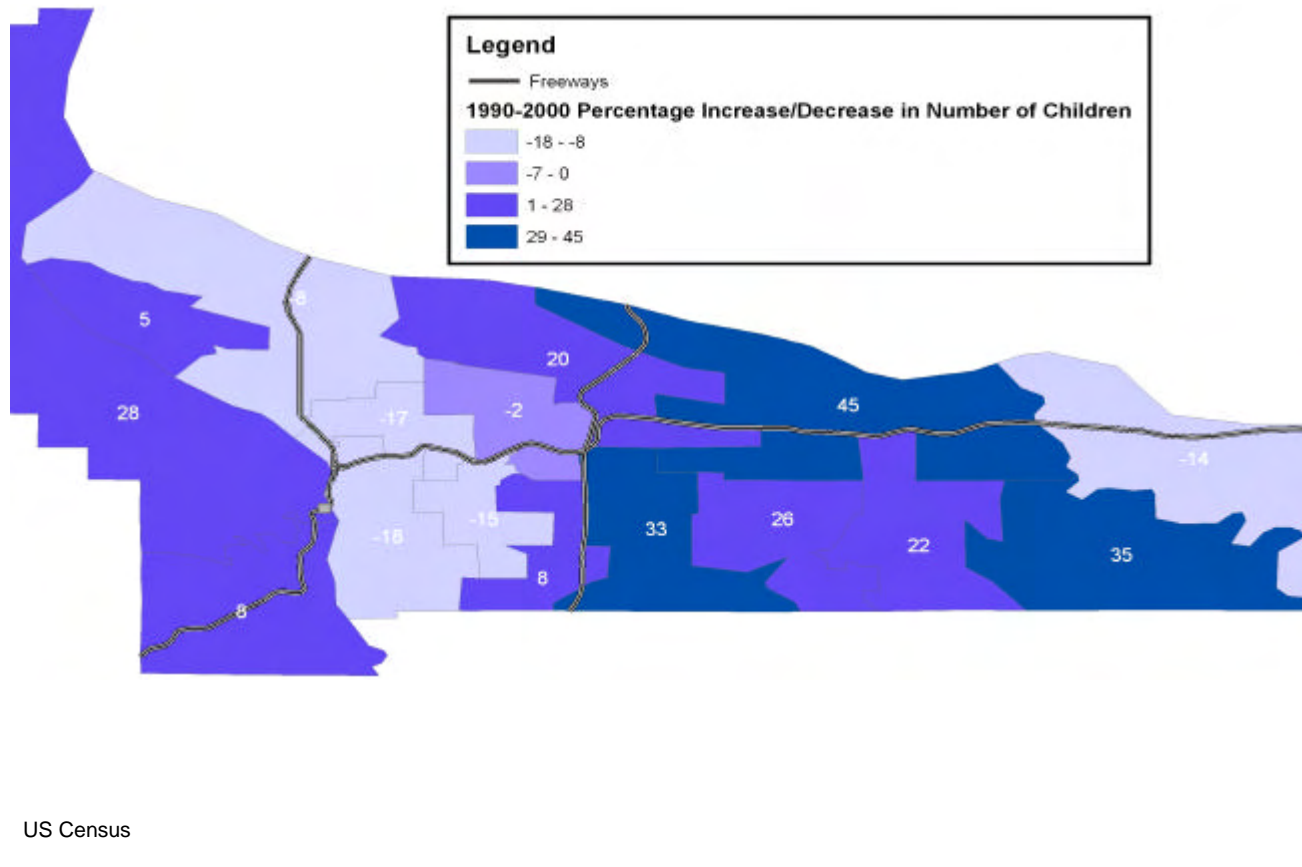 Legend
Freeways
1990-2000 Percentage Increase/Decrease in Number of Children
-18 - -8
-7 - 0
1 - 28
29 - 45
-8
5
20
28
-17
-2
45
-14
-18
-15
33
26
22
35
8
8
US Census